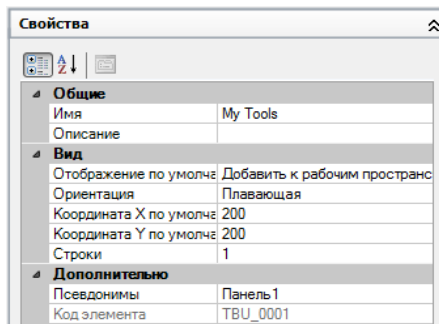 Свойства
Общие
Имя My Tools
Описание
Вид
Отображение по умолча Добавить к рабочим пространс
Ориентация Плавающая
Координата X по умолча 200
Координата Y по умолча 200
Строки 1
Дополнительно
Псевдонимы Панель1
Код элемента TBU_0001